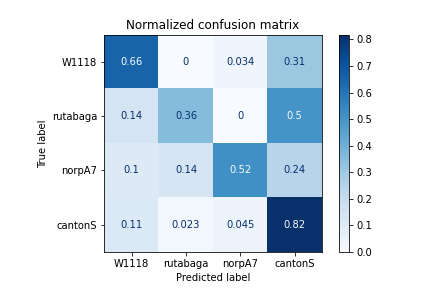 Normalized confusion matrix
True label
W1118 0.66 0 0.034 0.31
rutabaga 0.14 0.36 0 0.5
norpA7 0.1 0.14 0.52 0.24
cantonS 0.11 0.023 0.045 0.82
W1118 rutabaga norpA7 cantonS
Predicted label
0.8
0.7
0.6
0.5
0.4
0.3
0.2
0.1
0.0